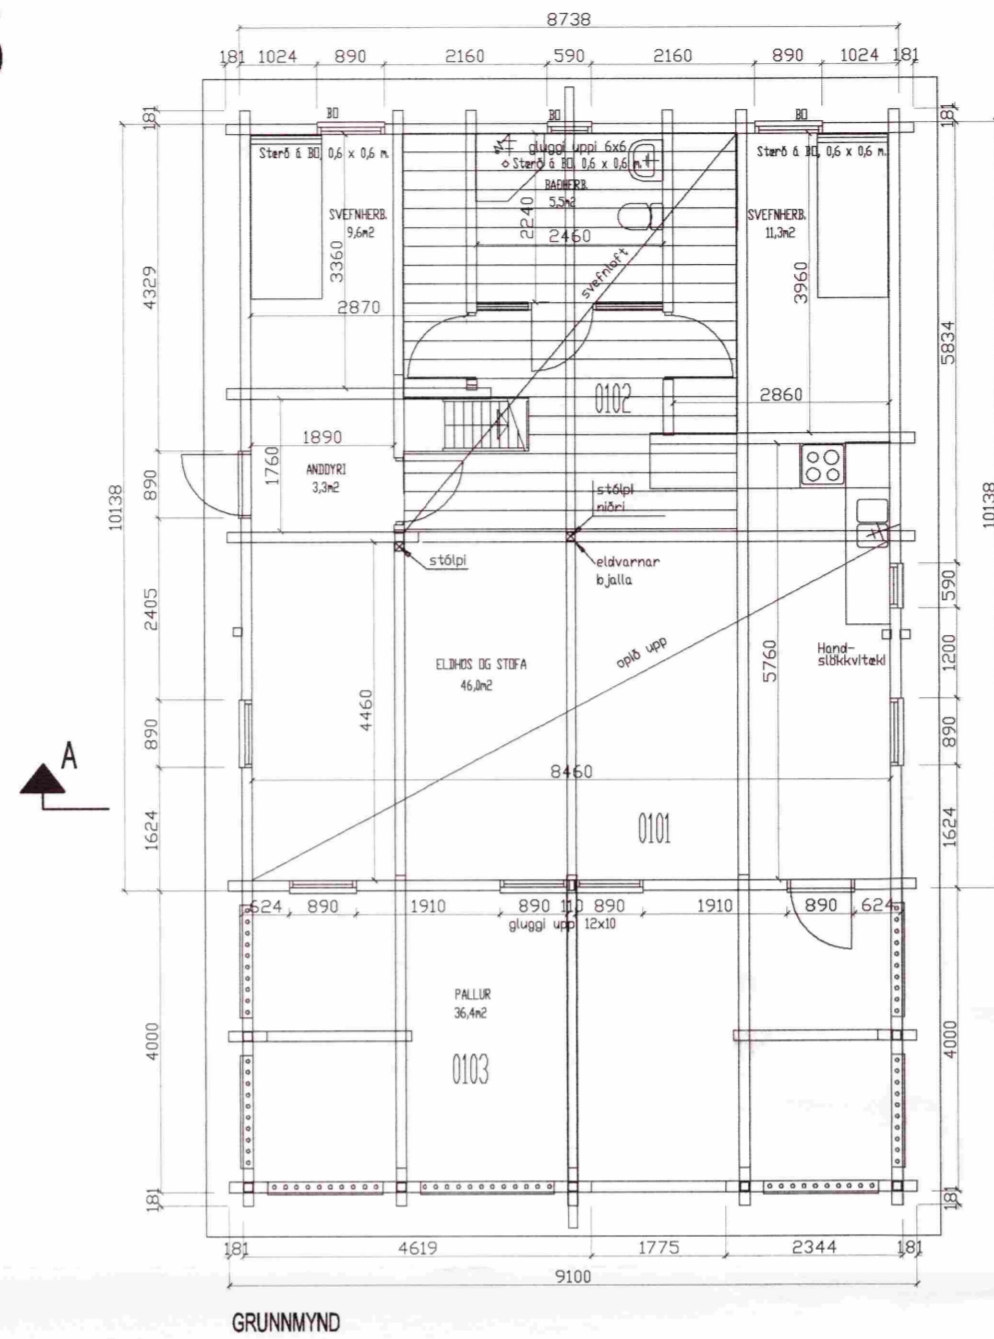 8738
181 1024 890 2160 590 2160 890 1024 181
BO BO BO
181
181
gluggi uppi 6x6
Stærð á BO, 0,6 x 0,6 m.
Stærð á BO, 0,6 x 0,6 m.
Stærð á BO, 0,6 x 0,6 m.
BAÐHERB.
5,5m2
SVEFNHERB.
9,6m2
SVEFNHERB.
11,3m2
2240
2460
3360
3960
svefnloft
4329
2870
5834
0102
2860
1890
1760
ANDDYRI
3,3m2
890
10138
10138
stólpi
niðri
stólpi
eldvarnar
bjalla
590
2405
1200
Hand-
slökkvitæki
opið upp
5760
ELDHÚS OG STOFA
46,0m2
4460
890
890
A
8460
0101
1624
1624
624 890 1910 890 110 890 1910 890 624
gluggi uppi 12x10
PALLUR
36,4m2
0103
4000
4000
181
181
181 4619 1775 2344 181
9100
GRUNNMYND